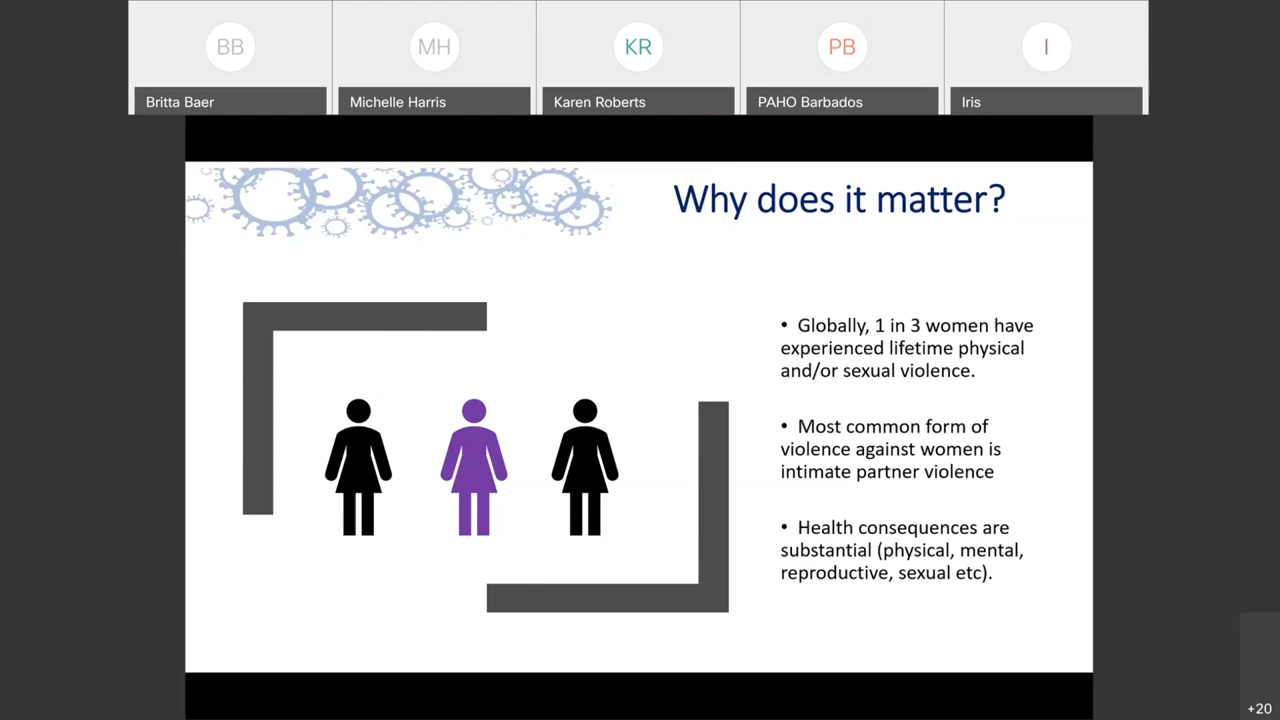 BB
MH
KR
PB
I
Britta Baer
Michelle Harris
Karen Roberts
PAHO Barbados
Iris
Why does it matter?
• Globally, 1 in 3 women have
experienced lifetime physical
and/or sexual violence.
• Most common form of
violence against women is
intimate partner violence
• Health consequences are
substantial (physical, mental,
reproductive, sexual etc).
+20